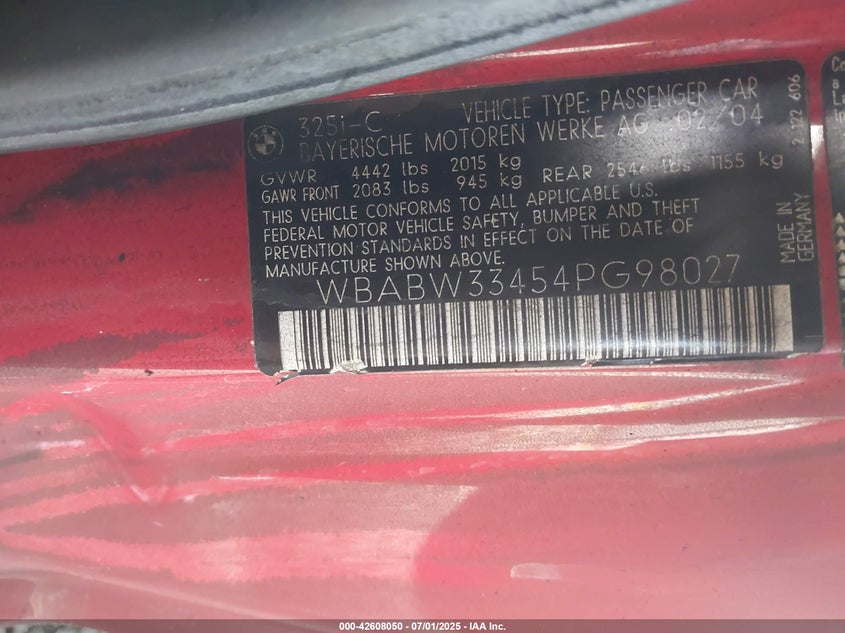 325i-C VEHICLE TYPE: PASSENGER CAR
BAYERISCHE MOTOREN WERKE AG 02/04
GVWR 4442 lbs 2015 kg
GAWR FRONT 2083 lbs 945 kg REAR lbs 1155 kg
THIS VEHICLE CONFORMS TO ALL APPLICABLE U.S.
FEDERAL MOTOR VEHICLE SAFETY, BUMPER AND THEFT
PREVENTION STANDARDS IN EFFECT ON THE DATE OF
MANUFACTURE SHOWN ABOVE.
WBABW33454PG98027
MADE IN
GERMANY
606
000-42608050 - 07/01/2025 - IAA Inc.